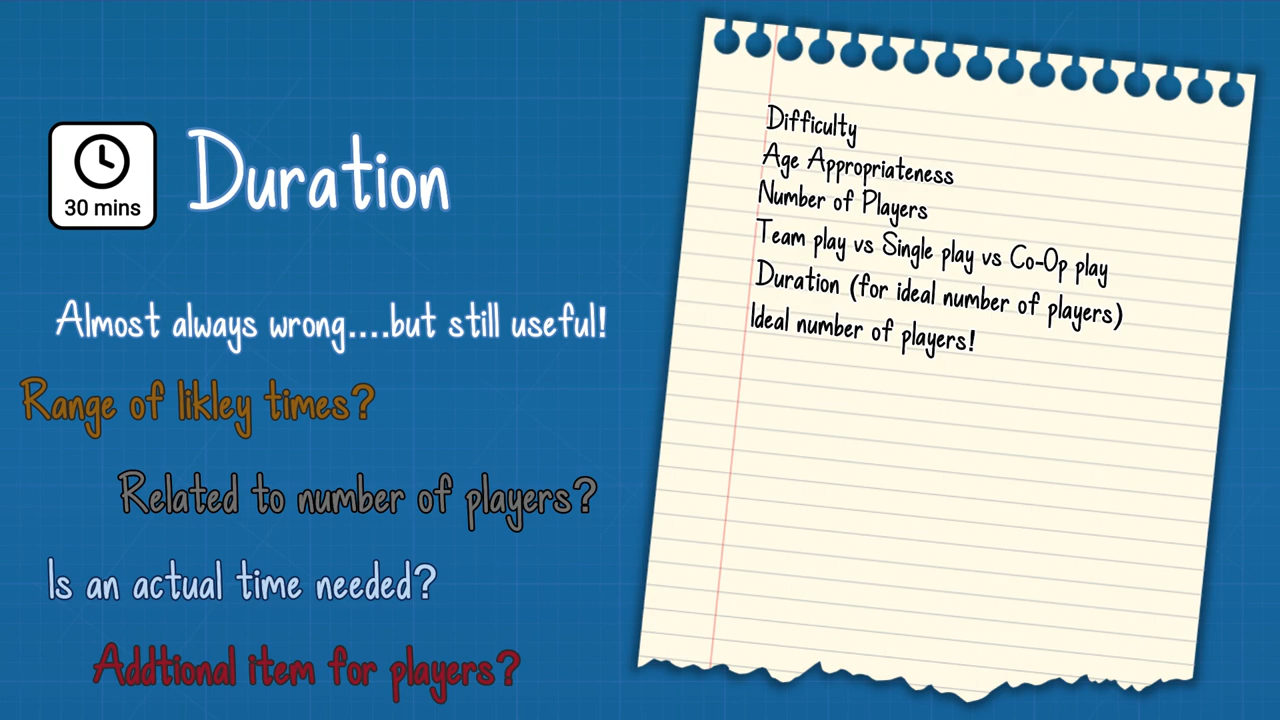 30 mins
Duration
Almost always wrong....but still useful!
Range of likley times?
Related to number of players?
Is an actual time needed?
Addtional item for players?
Difficulty
Age Appropriateness
Number of Players
Team play vs Single play vs Co-Op play
Duration (for ideal number of players)
Ideal number of players!